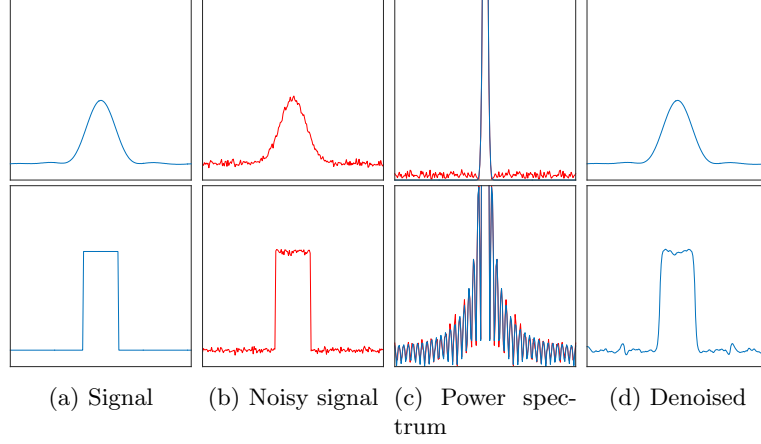 (a) Signal
(b) Noisy signal
(c) Power spec-
trum
(d) Denoised